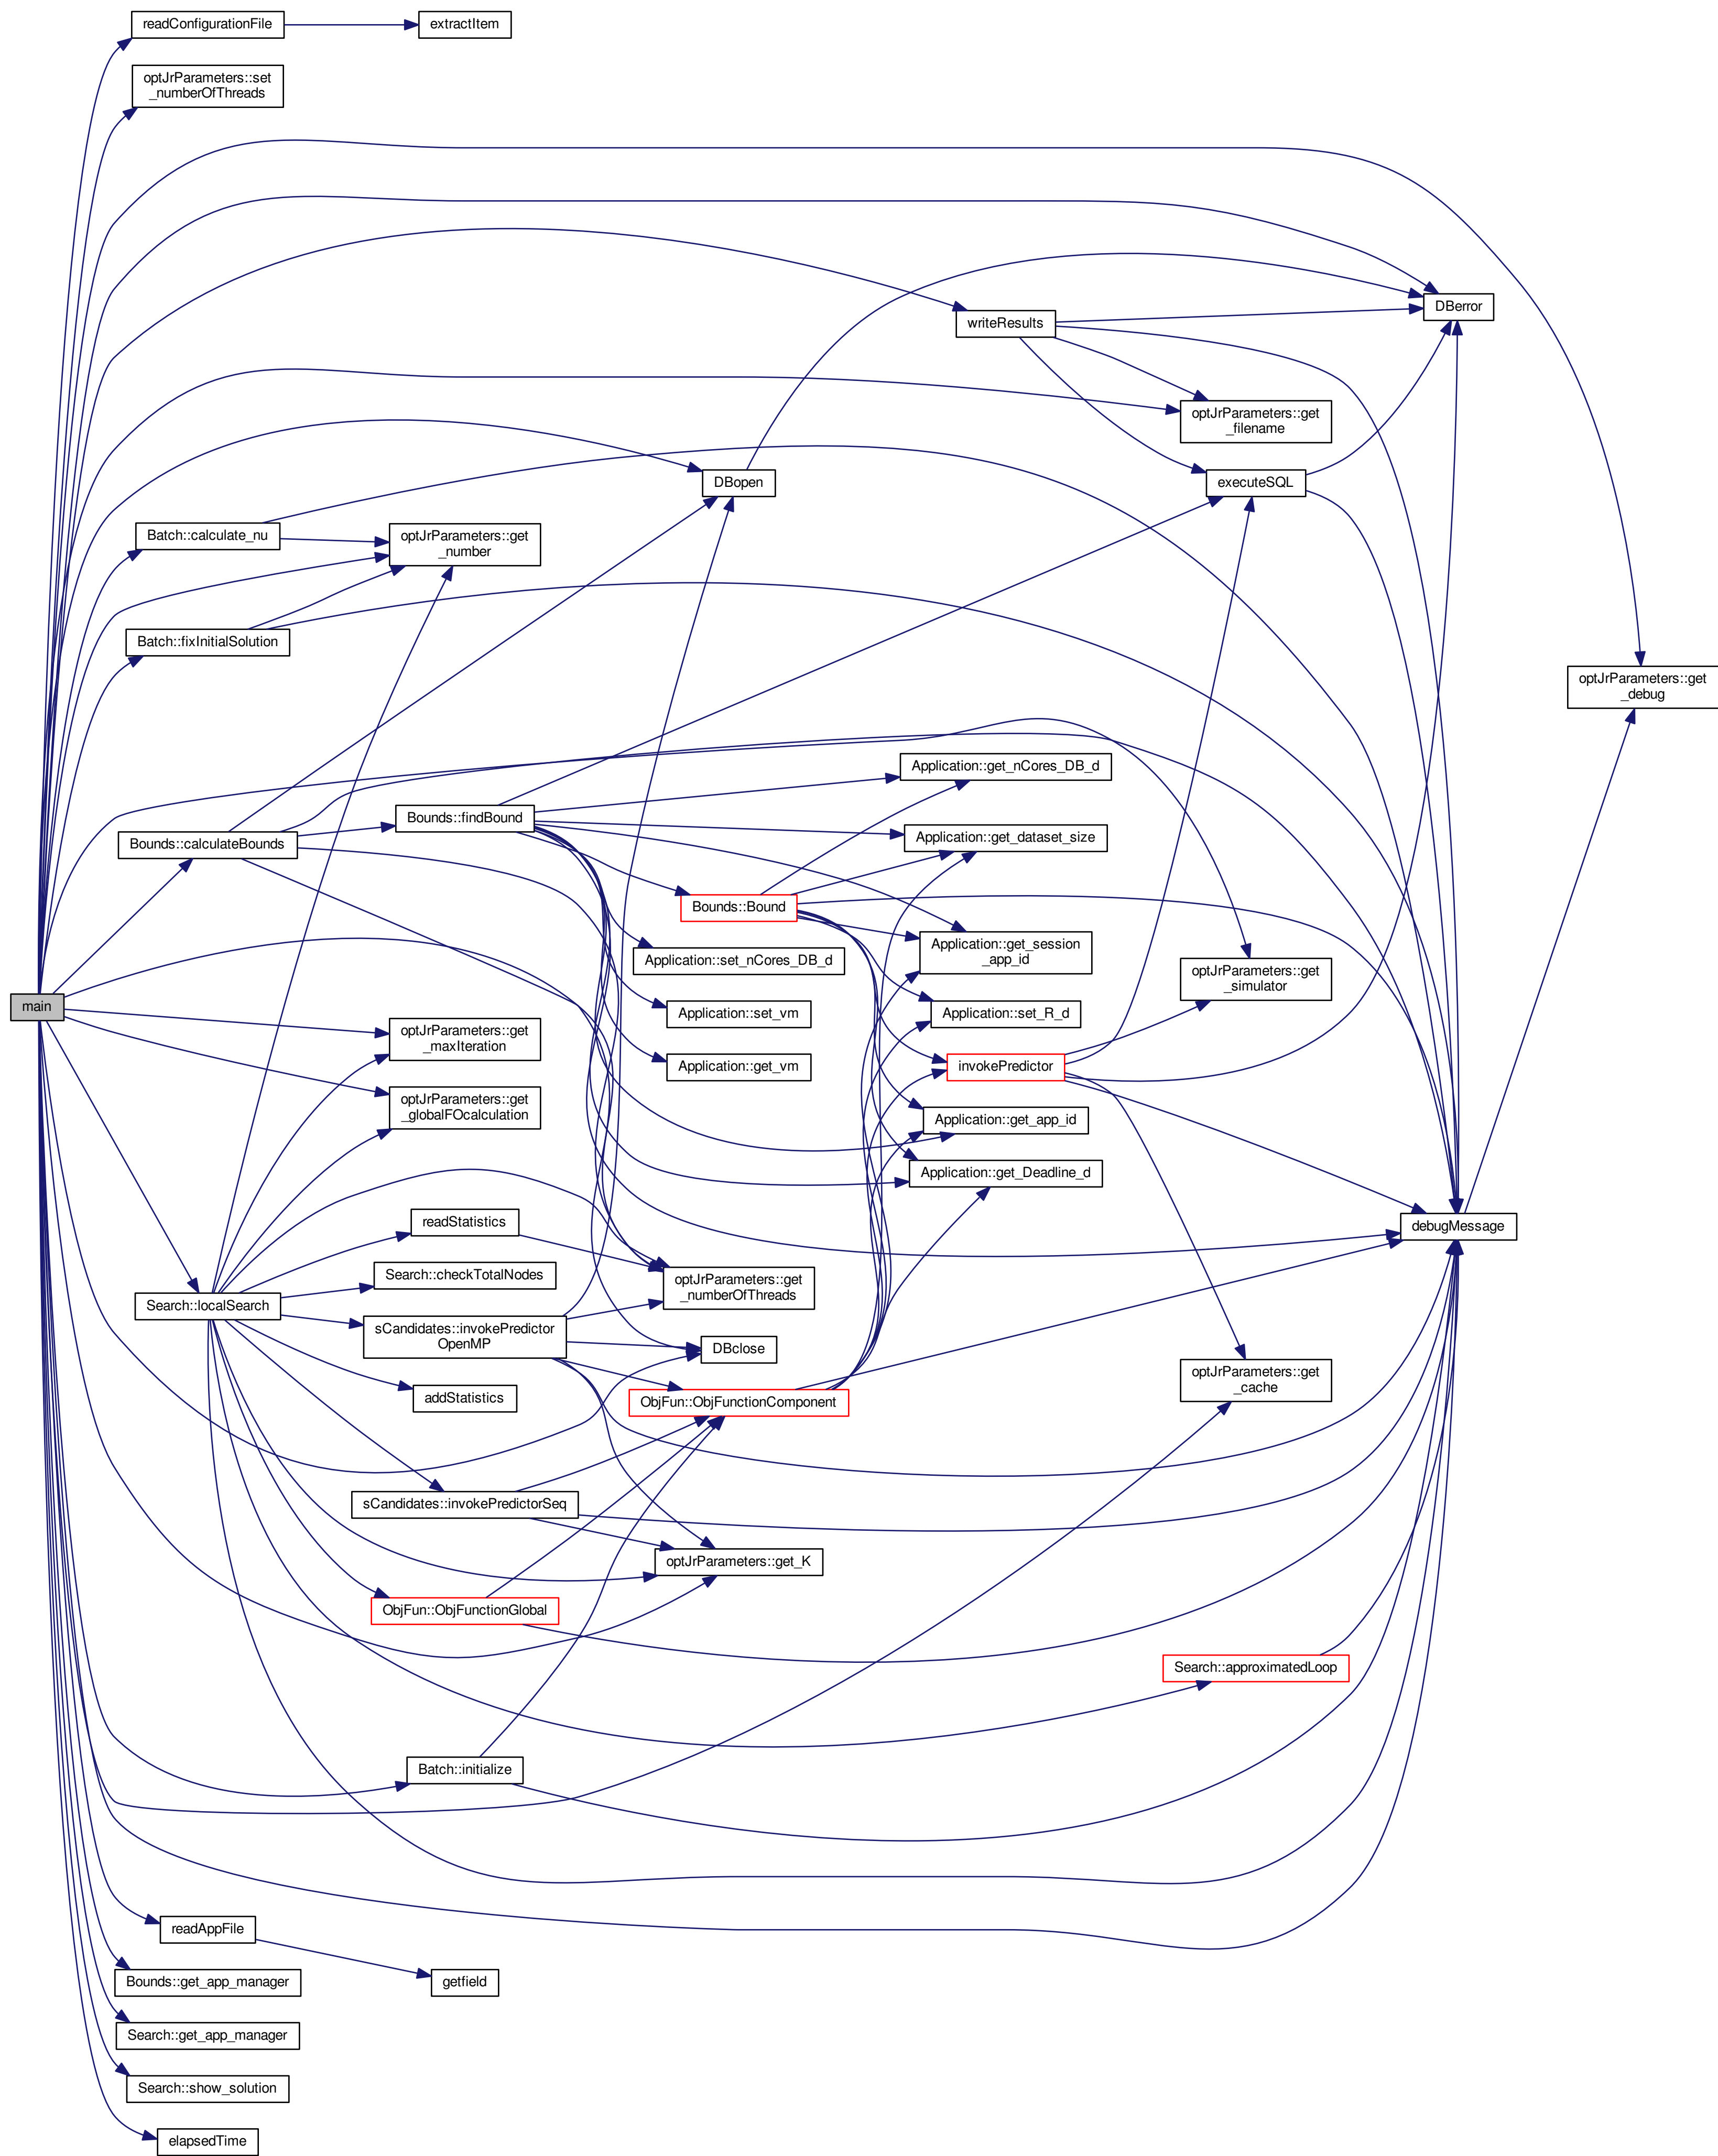 readConfigurationFile
extractItem
optJrParameters::set
_numberOfThreads
DBerror
writeResults
optJrParameters::get
_filename
DBopen
executeSQL
Batch::calculate_nu
optJrParameters::get
_number
Batch::fixInitialSolution
optJrParameters::get
_debug
Application::get_nCores_DB_d
Bounds::findBound
Bounds::calculateBounds
Application::get_dataset_size
Bounds::Bound
Application::get_session
_app_id
Application::set_nCores_DB_d
optJrParameters::get
_simulator
main
Application::set_vm
Application::set_R_d
optJrParameters::get
_maxIteration
Application::get_vm
invokePredictor
optJrParameters::get
_globalFOcalculation
Application::get_app_id
Application::get_Deadline_d
readStatistics
debugMessage
Search::checkTotalNodes
optJrParameters::get
_numberOfThreads
Search::localSearch
sCandidates::invokePredictor
OpenMP
DBclose
optJrParameters::get
_cache
addStatistics
ObjFun::ObjFunctionComponent
sCandidates::invokePredictorSeq
optJrParameters::get_K
ObjFun::ObjFunctionGlobal
Search::approximatedLoop
Batch::initialize
readAppFile
Bounds::get_app_manager
getfield
Search::get_app_manager
Search::show_solution
elapsedTime